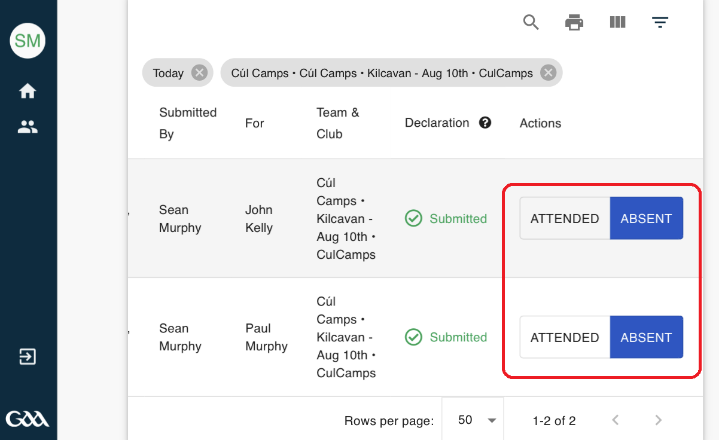 SM
Today
Cúl Camps • Cúl Camps • Kilcavan - Aug 10th • CulCamps
Submitted
By
For
Team &
Club
Declaration ?
Actions
Sean
Murphy
John
Kelly
Cúl
Camps •
Kilcavan -
Aug 10th •
CulCamps
Submitted
ATTENDED
ABSENT
Sean
Murphy
Paul
Murphy
Cúl
Camps •
Kilcavan -
Aug 10th •
CulCamps
Submitted
ATTENDED
ABSENT
GAA
Rows per page:
50
1-2 of 2